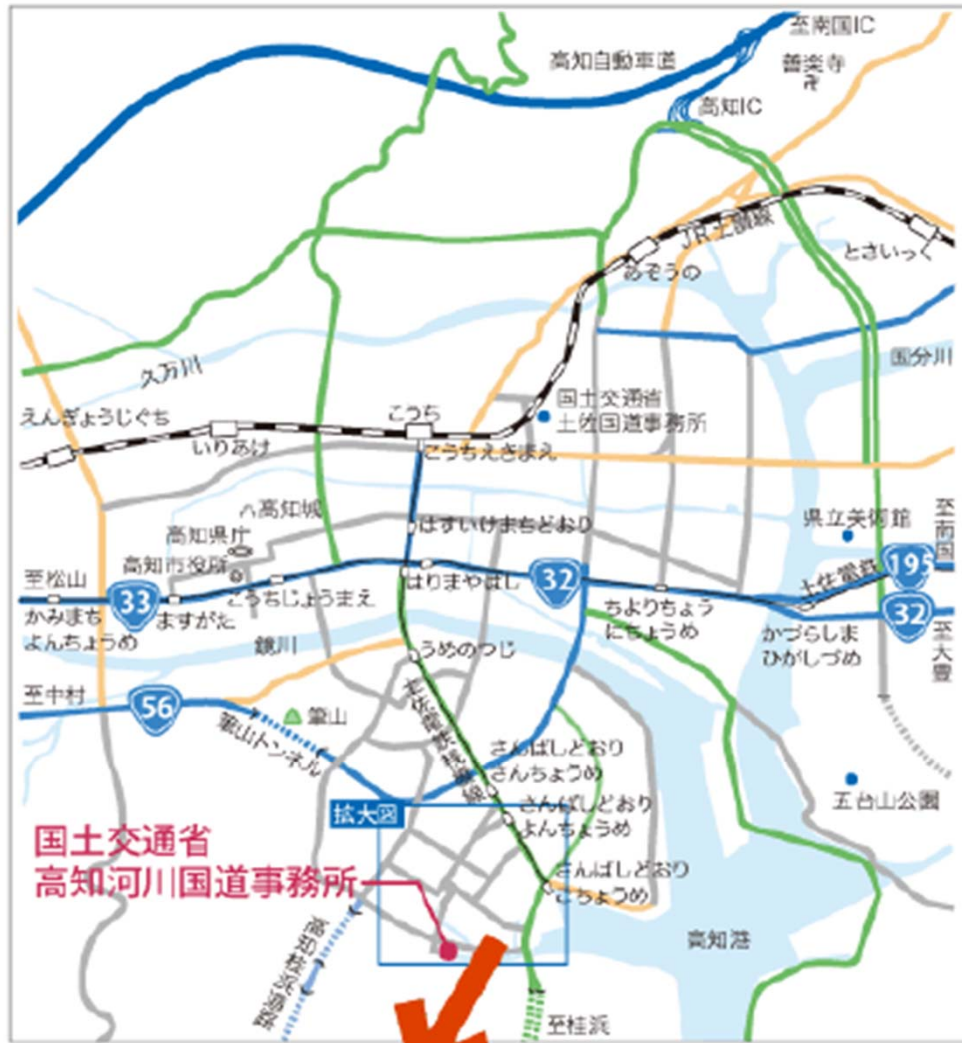 至南国IC
高知自動車道
善楽寺
卍
高知IC
JR土讃線
とさいっく
あぞうの
国分川
久万川
国土交通省
土佐国道事務所
えんぎょうじぐち
こうち
いりあけ
こうちえきまえ
高知城
はすいけまちどおり
県立美術館
至南国
高知県庁
高知市役所
はりまやばし
32
土佐電鉄
195
至松山
33
こうちじょうまえ
ちよりちょう
にちょうめ
32
かみまち
よんちょうめ
ますがた
かづらしま
ひがしづめ
至大豊
鏡川
うめのつじ
至中村
56
筆山
筆山トンネル
さんばしどおり
さんちょうめ
さんばしどおり
よんちょうめ
五台山公園
拡大図
国土交通省
高知河川国道事務所
さんばしどおり
ごちょうめ
高知港
高知桂浜道路
至桂浜